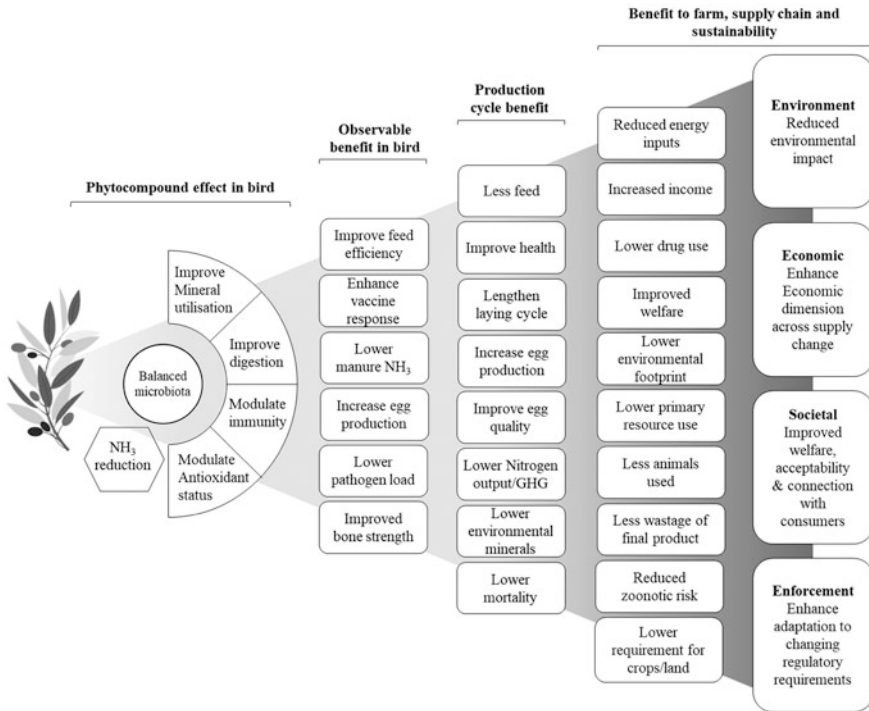 Benefit to farm, supply chain and
sustainability
Production
cycle benefit
Observable
benefit in bird
Phytocompound effect in bird
Improve
Mineral
utilisation
Improve
digestion
Modulate
immunity
Modulate
Antioxidant
status
Balanced
microbiota
NH₃
reduction
Improve feed
efficiency
Enhance
vaccine
response
Lower
manure NH₃
Increase egg
production
Lower
pathogen load
Improved
bone strength
Less feed
Improve health
Lengthen
laying cycle
Increase egg
production
Improve egg
quality
Lower Nitrogen
output/GHG
Lower
environmental
minerals
Lower
mortality
Reduced energy
inputs
Increased income
Lower drug use
Improved
welfare
Lower
environmental
footprint
Lower primary
resource use
Less animals
used
Less wastage of
final product
Reduced
zoonotic risk
Lower
requirement for
crops/land
Environment
Reduced
environmental
impact
Economic
Enhance
Economic
dimension
across supply
change
Societal
Improved
welfare,
acceptability
& connection
with
consumers
Enforcement
Enhance
adaptation to
changing
regulatory
requirements